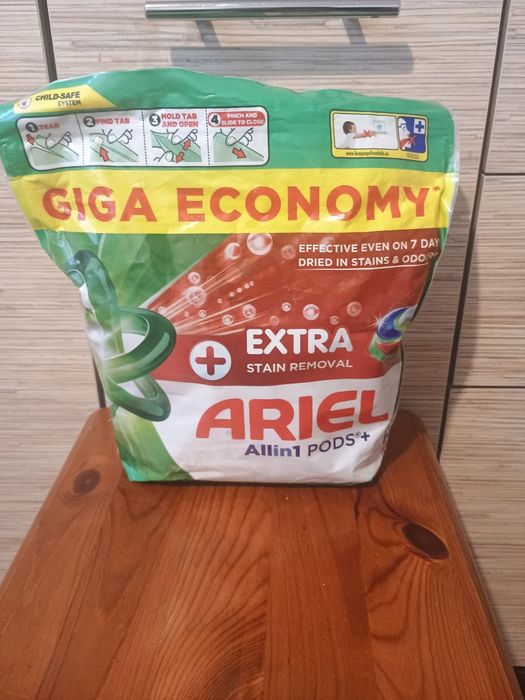 CHILD-SAFE
SYSTEM
1 TEAR
2 FIND TAB
3 HOLD TAB
AND OPEN
4 PINCH AND
SLIDE TO CLOSE
GIGA ECONOMY*
EFFECTIVE EVEN ON 7 DAY
DRIED IN STAINS & ODORS
+ EXTRA
STAIN REMOVAL
ARIEL
Allin1 PODS®+